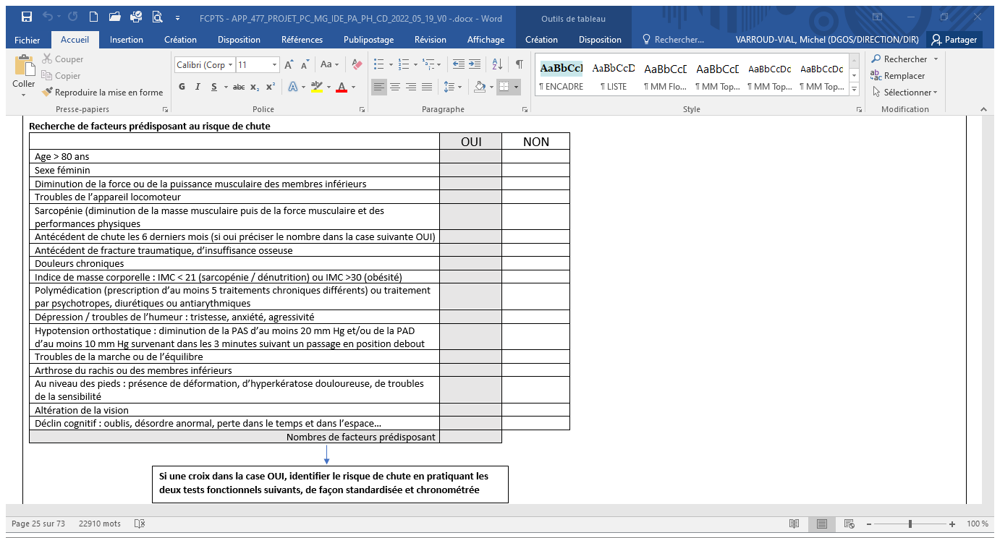 FCPTS - APP_477_PROJET_PC_MG_IDE_PA_PH_CD_2022_05_19_V0 -.docx - Word
Outils de tableau
Fichier Accueil Insertion Création Disposition Références Publipostage Révision Affichage Création Disposition Rechercher... VARROUD-VIAL, Michel (DGOS/DIRECTION/DIR) Partager
Coller
Couper
Copier
Reproduire la mise en forme
Presse-papiers
Calibri (Corp 11
G I S abc x₂ x²
Police
Paragraphe
AaBbCcI AaBbCcD AaBbCcD AaBbCcI AaBbCcDc AaBbCcDc
¶ ENCADRE ¶ LISTE ¶ MM Flo... ¶ MM Top... ¶ MM Top... ¶ MM Top...
Style
Rechercher
Remplacer
Sélectionner
Modification
Recherche de facteurs prédisposant au risque de chute
OUI NON
Age > 80 ans
Sexe féminin
Diminution de la force ou de la puissance musculaire des membres inférieurs
Troubles de l’appareil locomoteur
Sarcopénie (diminution de la masse musculaire puis de la force musculaire et des
performances physiques
Antécédent de chute les 6 derniers mois (si oui préciser le nombre dans la case suivante OUI)
Antécédent de fracture traumatique, d’insuffisance osseuse
Douleurs chroniques
Indice de masse corporelle : IMC < 21 (sarcopénie / dénutrition) ou IMC >30 (obésité)
Polymédication (prescription d’au moins 5 traitements chroniques différents) ou traitement
par psychotropes, diurétiques ou antiarythmiques
Dépression / troubles de l’humeur : tristesse, anxiété, agressivité
Hypotension orthostatique : diminution de la PAS d’au moins 20 mm Hg et/ou de la PAD
d’au moins 10 mm Hg survenant dans les 3 minutes suivant un passage en position debout
Troubles de la marche ou de l’équilibre
Arthrose du rachis ou des membres inférieurs
Au niveau des pieds : présence de déformation, d’hyperkératose douloureuse, de troubles
de la sensibilité
Altération de la vision
Déclin cognitif : oublis, désordre anormal, perte dans le temps et dans l’espace…
Nombres de facteurs prédisposant
Si une croix dans la case OUI, identifier le risque de chute en pratiquant les
deux tests fonctionnels suivants, de façon standardisée et chronométrée
Page 25 sur 73 22910 mots 100 %